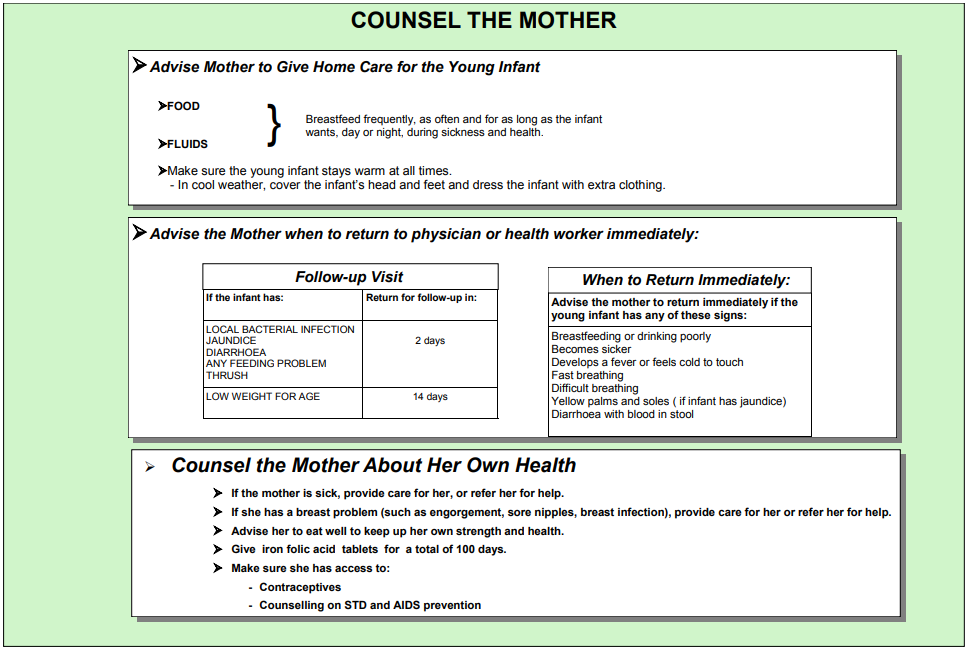 COUNSEL THE MOTHER
➢ Advise Mother to Give Home Care for the Young Infant
➢FOOD
}
Breastfeed frequently, as often and for as long as the infant
wants, day or night, during sickness and health.
➢FLUIDS
➢Make sure the young infant stays warm at all times.
- In cool weather, cover the infant's head and feet and dress the infant with extra clothing.
➢ Advise the Mother when to return to physician or health worker immediately:
Follow-up Visit
If the infant has:
Return for follow-up in:
LOCAL BACTERIAL INFECTION
JAUNDICE
DIARRHOEA
ANY FEEDING PROBLEM
THRUSH
2 days
LOW WEIGHT FOR AGE
14 days
When to Return Immediately:
Advise the mother to return immediately if the
young infant has any of these signs:
Breastfeeding or drinking poorly
Becomes sicker
Develops a fever or feels cold to touch
Fast breathing
Difficult breathing
Yellow palms and soles ( if infant has jaundice)
Diarrhoea with blood in stool
➢ Counsel the Mother About Her Own Health
➢ If the mother is sick, provide care for her, or refer her for help.
➢ If she has a breast problem (such as engorgement, sore nipples, breast infection), provide care for her or refer her for help.
➢ Advise her to eat well to keep up her own strength and health.
➢ Give iron folic acid tablets for a total of 100 days.
➢ Make sure she has access to:
- Contraceptives
- Counselling on STD and AIDS prevention